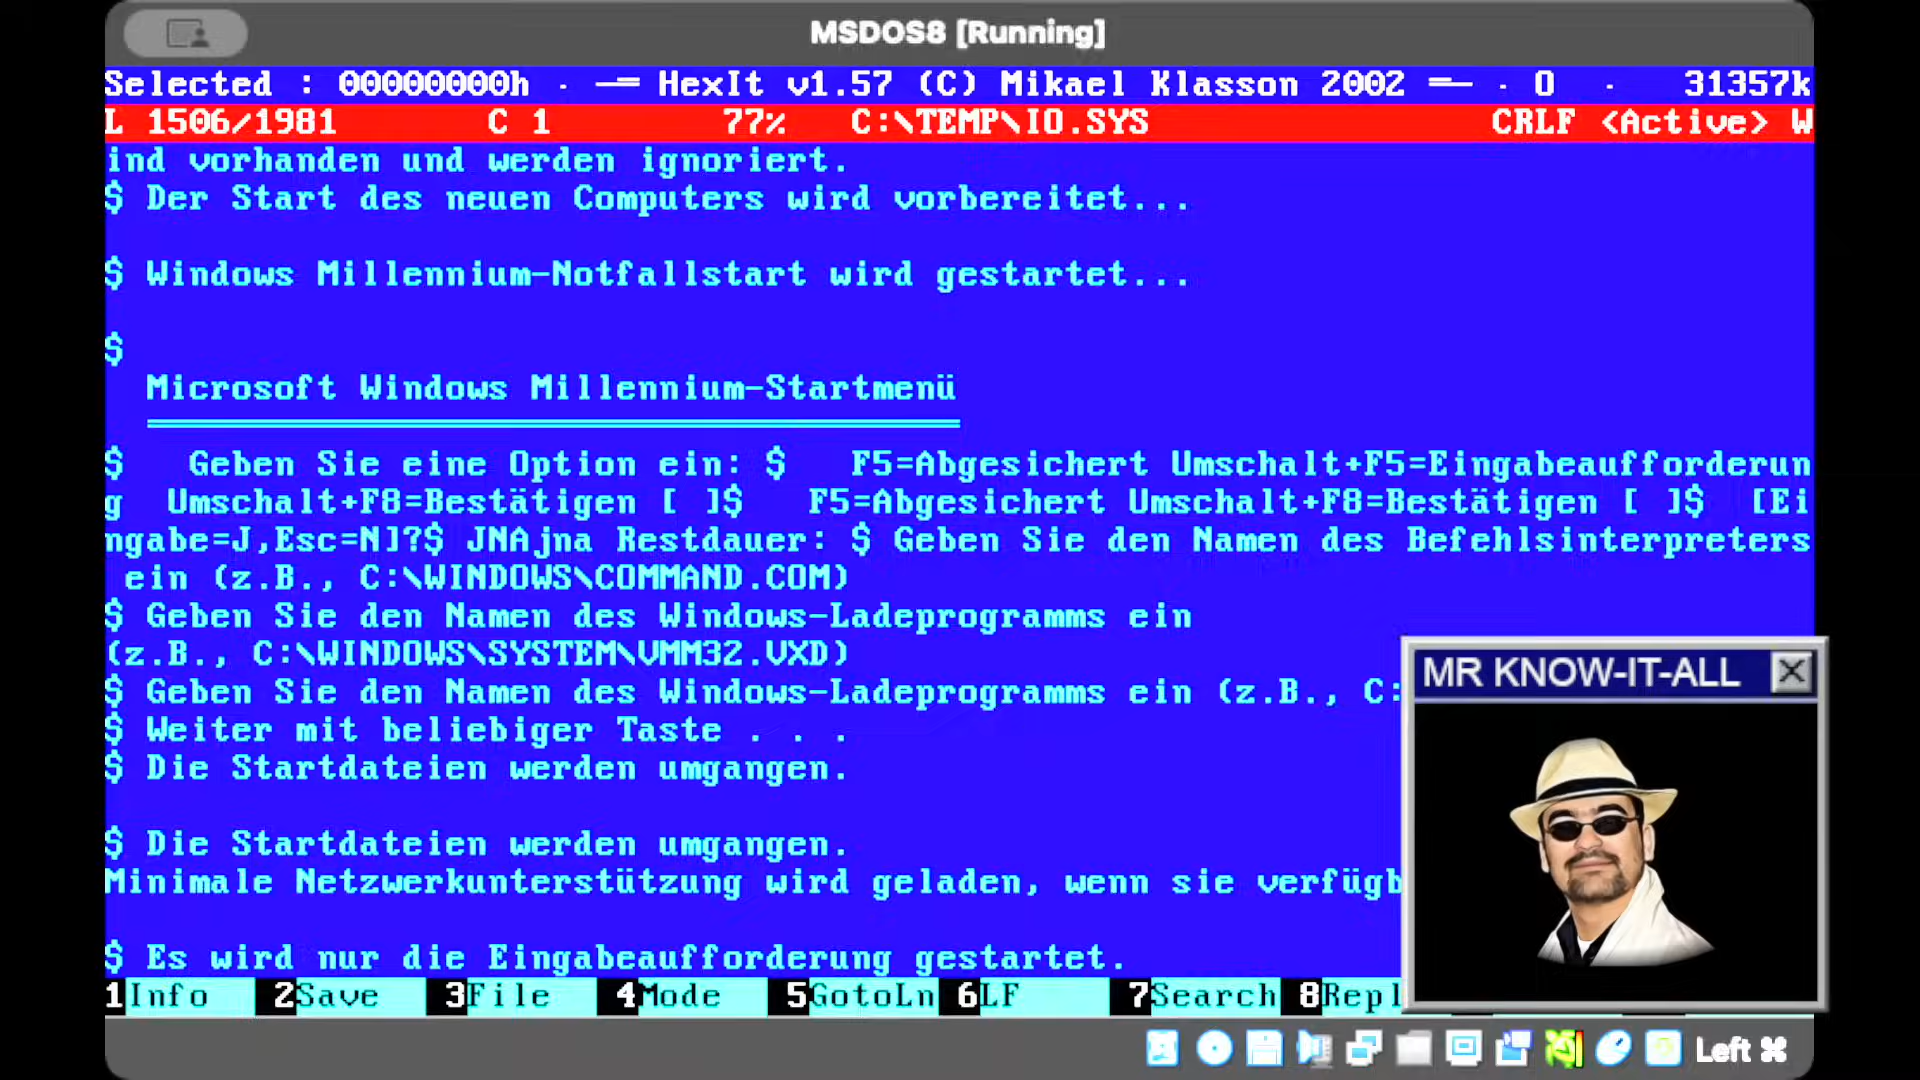 MSDOS8 [Running]
Selected : 00000000h · —= HexIt v1.57 (C) Mikael Klasson 2002 =— · O · 31357k
L 1506/1981 C 1 77% C:\TEMP\IO.SYS CRLF <Active> W
ind vorhanden und werden ignoriert.
$ Der Start des neuen Computers wird vorbereitet...
$ Windows Millennium-Notfallstart wird gestartet...
$
Microsoft Windows Millennium-Startmenü
$ Geben Sie eine Option ein: $ F5=Abgesichert Umschalt+F5=Eingabeaufforderun
g Umschalt+F8=Bestätigen [ ]$ F5=Abgesichert Umschalt+F8=Bestätigen [ ]$ [Ei
ngabe=J,Esc=N]?$ JNAjna Restdauer: $ Geben Sie den Namen des Befehlsinterpreters
ein (z.B., C:\WINDOWS\COMMAND.COM)
$ Geben Sie den Namen des Windows-Ladeprogramms ein
(z.B., C:\WINDOWS\SYSTEM\VMM32.VXD)
$ Geben Sie den Namen des Windows-Ladeprogramms ein (z.B., C:
$ Weiter mit beliebiger Taste . . .
$ Die Startdateien werden umgangen.
$ Die Startdateien werden umgangen.
Minimale Netzwerkunterstützung wird geladen, wenn sie verfügb
$ Es wird nur die Eingabeaufforderung gestartet.
1Info 2Save 3File 4Mode 5GotoLn 6LF 7Search 8Repl
MR KNOW-IT-ALL
Left ⌘